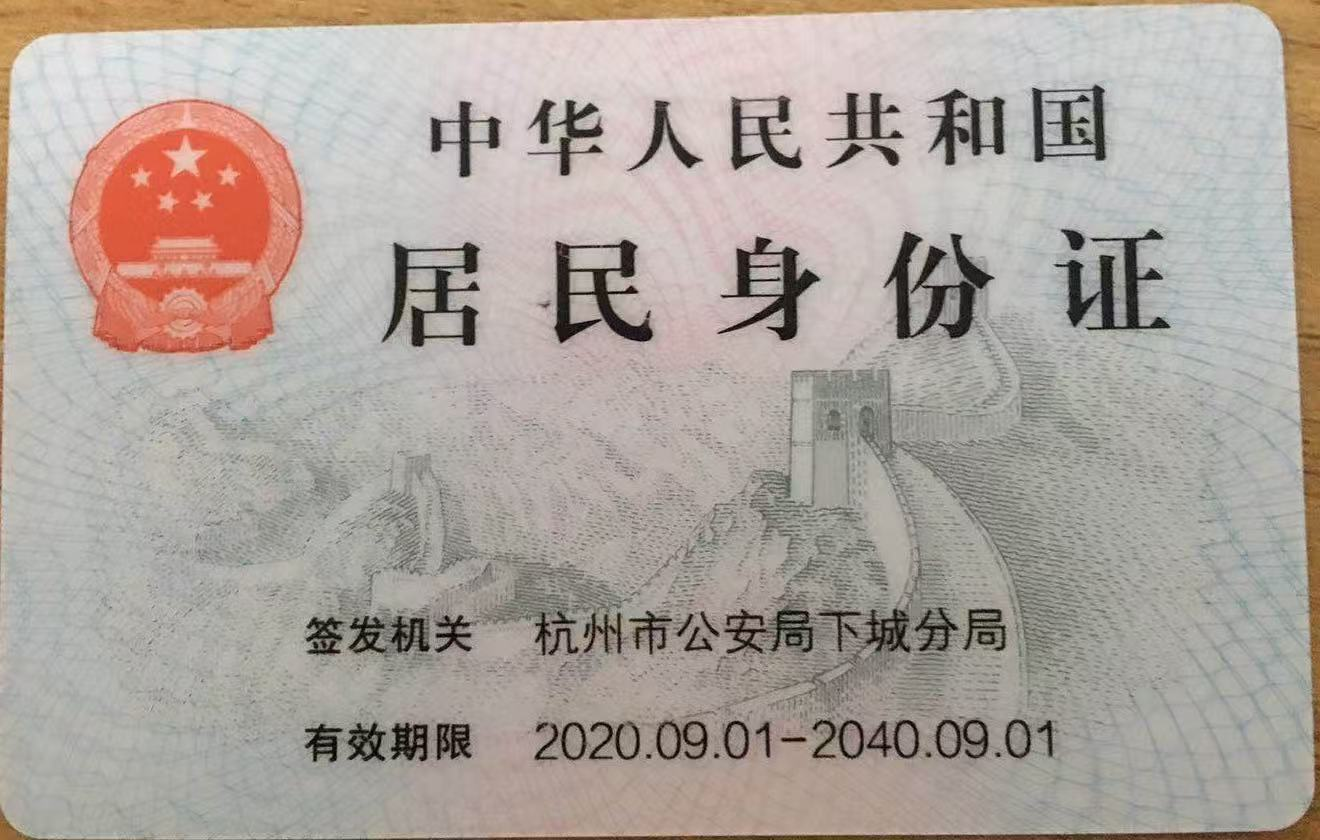 中华人民共和国
居民身份证
签发机关 杭州市公安局下城分局
有效期限 2020.09.01-2040.09.01